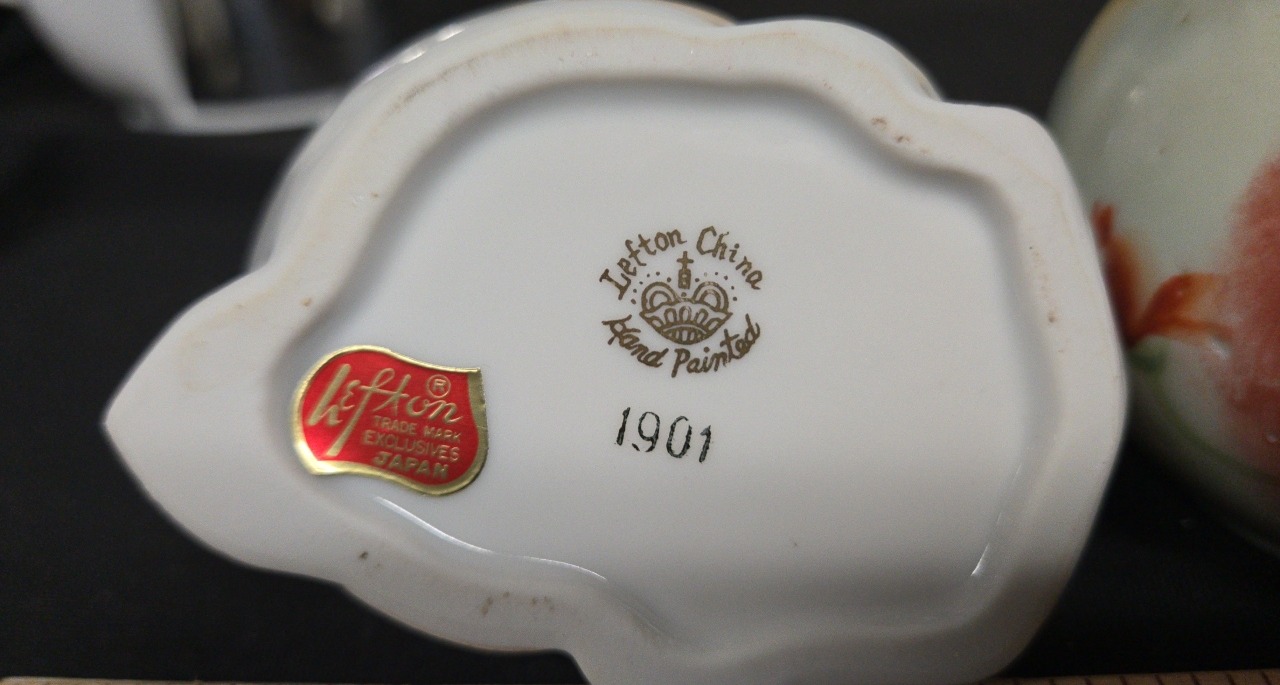 Lefton China
Hand Painted
1901
Lefton ®
TRADE MARK
EXCLUSIVES
JAPAN